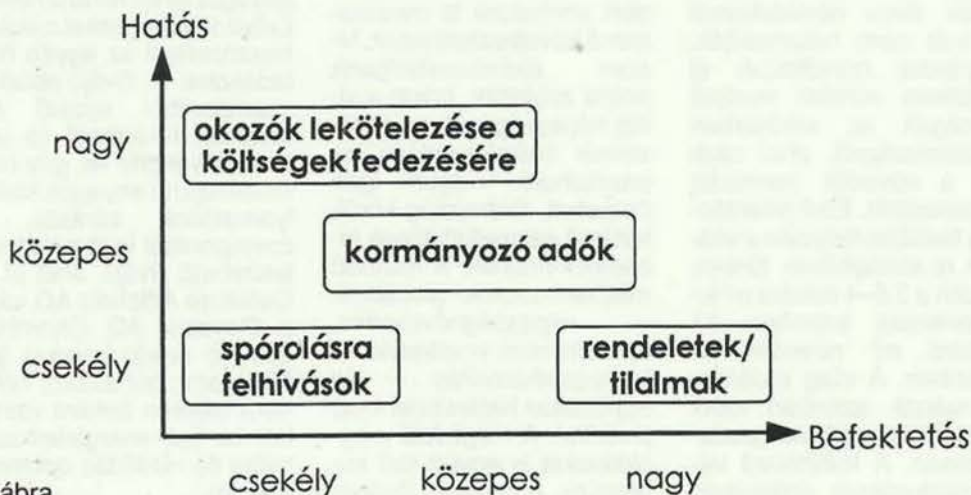 Hatás
nagy
okozók lekötelezése a
költségek fedezésére
közepes
kormányozó adók
csekély
spórolásra
felhívások
rendeletek/
tilalmak
Befektetés
csekély
közepes
nagy
ábra